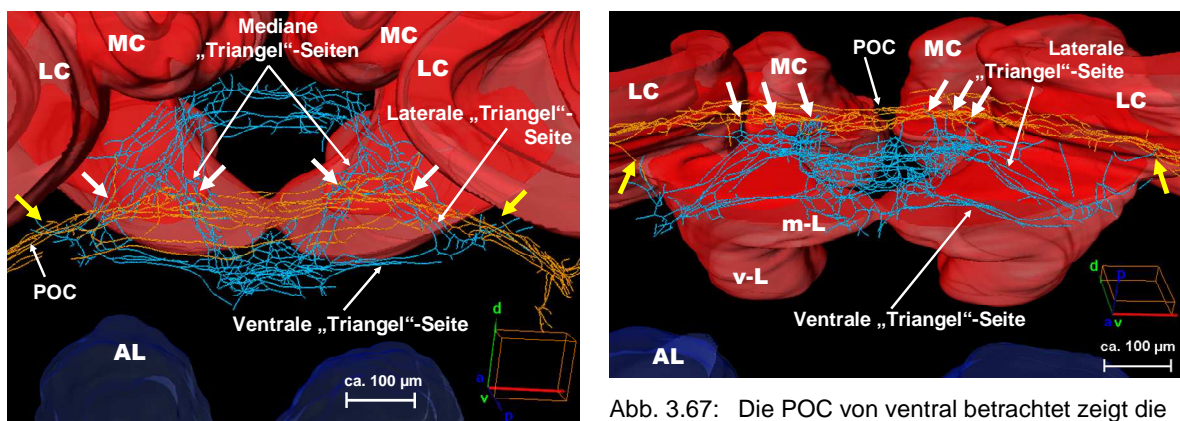 Mediane
„Triangel“-Seiten
MC
MC
LC
LC
Laterale „Triangel“-
Seite
POC
Ventrale „Triangel“-Seite
AL
d
a
v
p
ca. 100 µm
POC
MC
Laterale
„Triangel“-Seite
MC
LC
LC
m-L
v-L
Ventrale „Triangel“-Seite
AL
d
p
a
v
ca. 100 µm
Abb. 3.67: Die POC von ventral betrachtet zeigt die